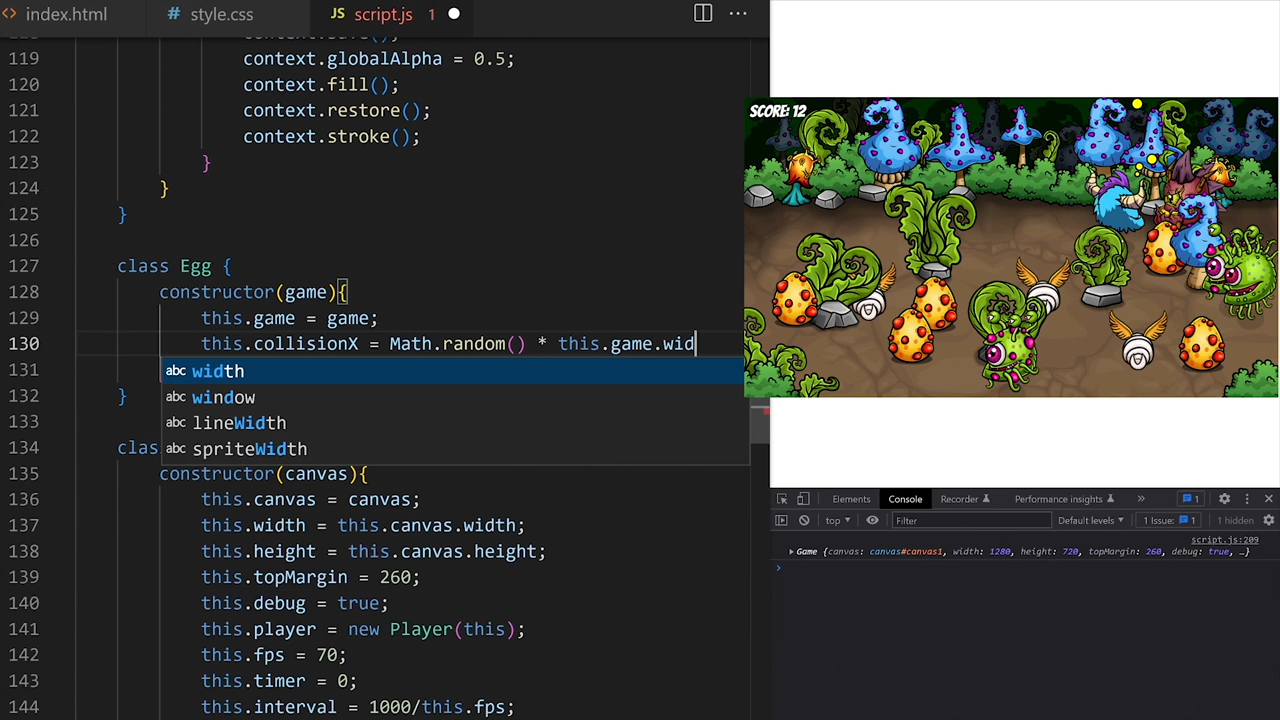 index.html
# style.css
JS script.js 1
119 context.globalAlpha = 0.5;
120 context.fill();
121 context.restore();
122 context.stroke();
123 }
124 }
125 }
126
127 class Egg {
128 constructor(game){
129 this.game = game;
130 this.collisionX = Math.random() * this.game.wid
131
abc width
132 }
abc window
133
abc lineWidth
134 clas
abc spriteWidth
135 constructor(canvas){
136 this.canvas = canvas;
137 this.width = this.canvas.width;
138 this.height = this.canvas.height;
139 this.topMargin = 260;
140 this.debug = true;
141 this.player = new Player(this);
142 this.fps = 70;
143 this.timer = 0;
144 this.interval = 1000/this.fps;
SCORE: 12
Elements Console Recorder Performance insights » 1
top Filter Default levels 1 Issue: 1 1 hidden
script.js:209
Game {canvas: canvas#canvas1, width: 1280, height: 720, topMargin: 260, debug: true, …}